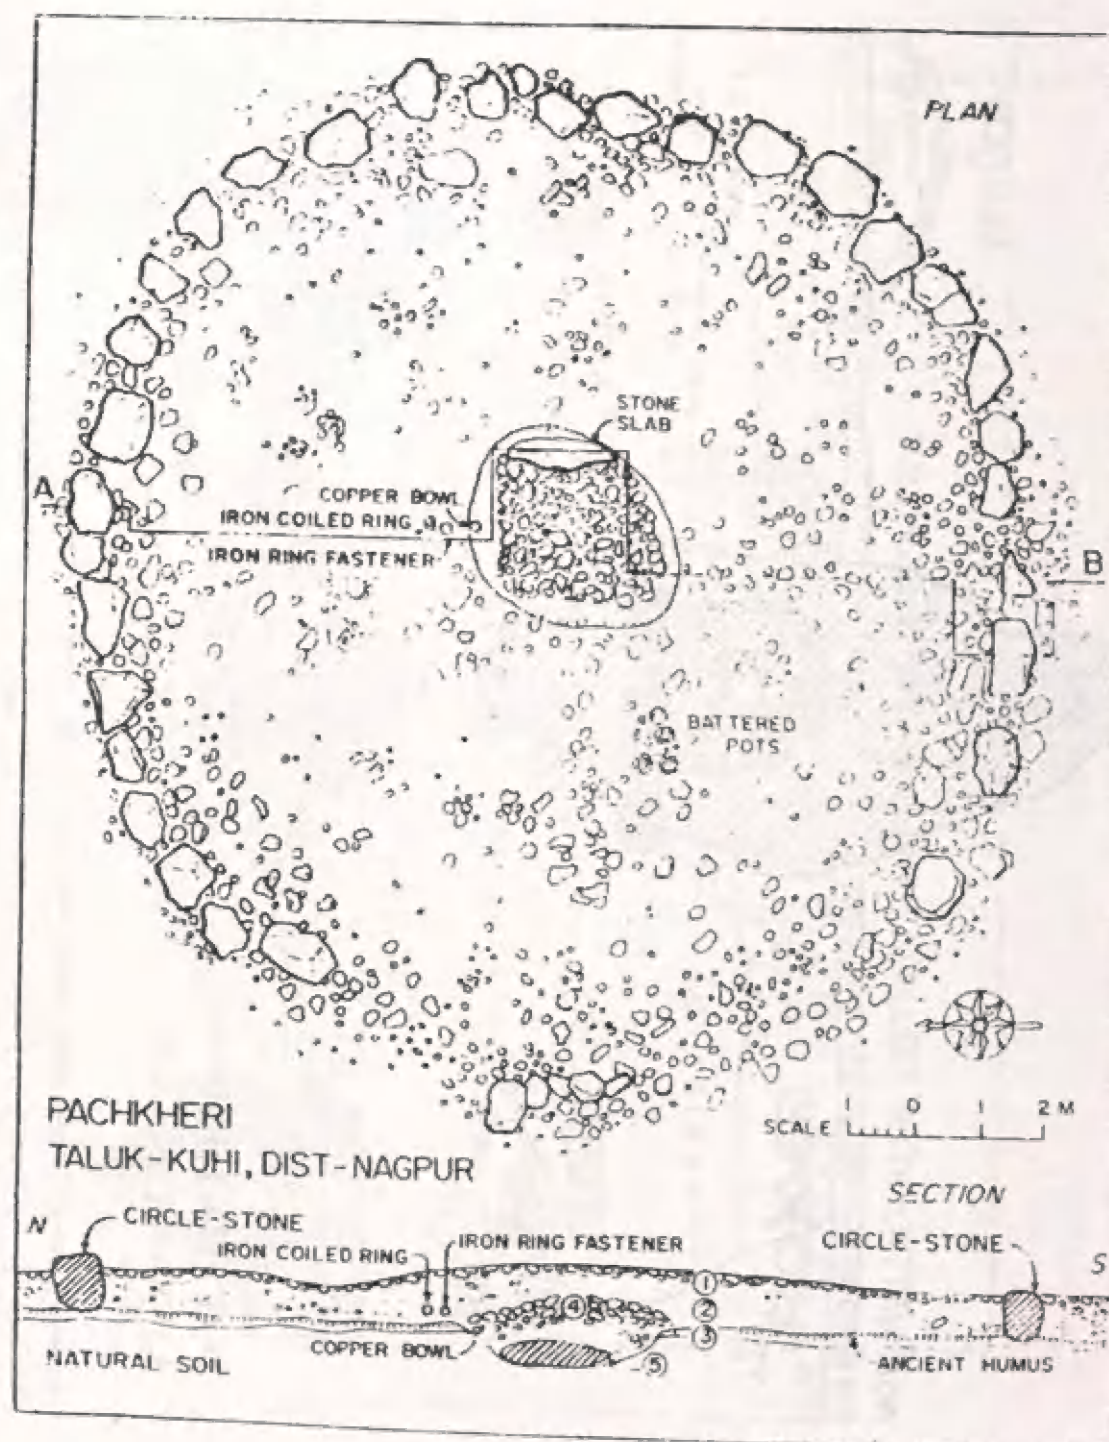 PLAN
STONE
SLAB
A
COPPER BOWL
IRON COILED RING
IRON RING FASTENER
B
BATTERED
POTS
PACHKHERI
TALUK-KUHI, DIST-NAGPUR
1 0 1 2 M
SCALE
SECTION
N
CIRCLE-STONE
IRON COILED RING
IRON RING FASTENER
CIRCLE-STONE
S
1
2
3
4
5
COPPER BOWL
NATURAL SOIL
ANCIENT HUMUS